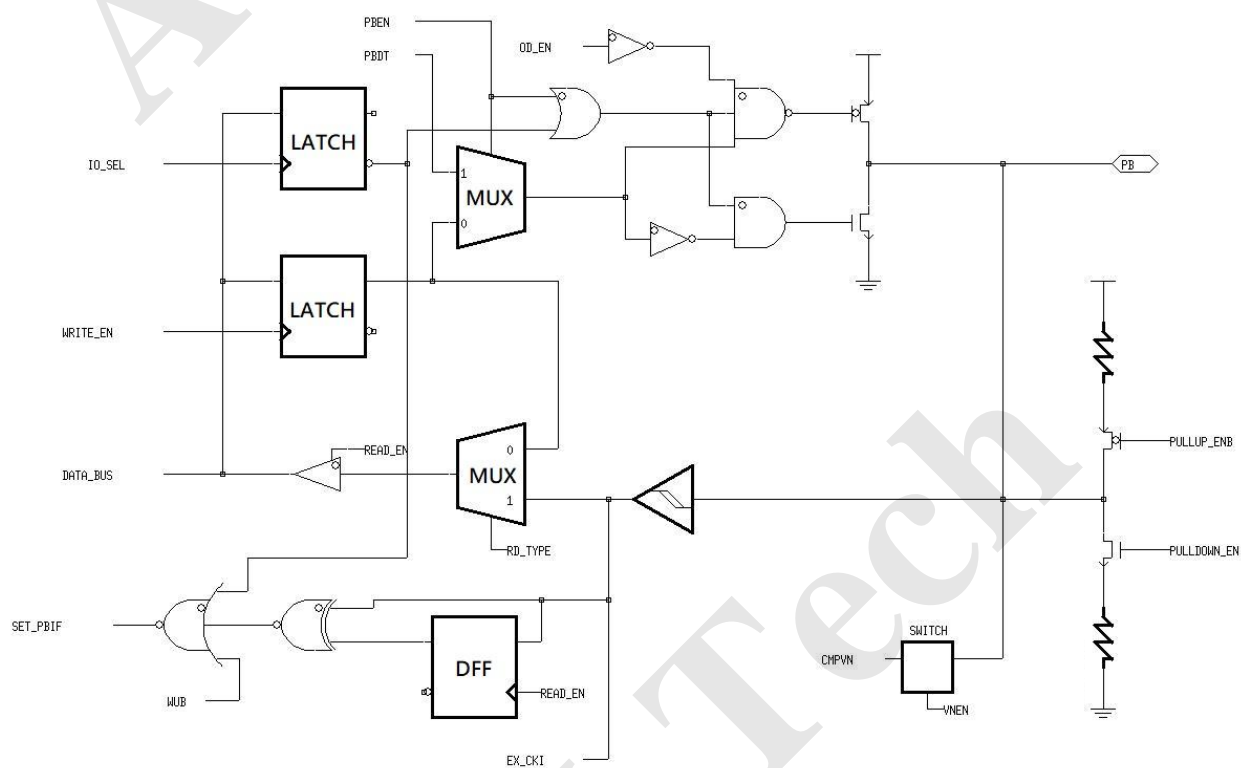 PBEN
PBDT
OD_EN
LATCH
IO_SEL
1
MUX
0
PB
LATCH
WRITE_EN
READ_EN
0
MUX
1
DATA_BUS
RD_TYPE
PULLUP_ENB
PULLDOWN_EN
SET_PBIF
WUB
DFF
READ_EN
EX_CKI
SWITCH
CMPVN
VNEN
A
Tech